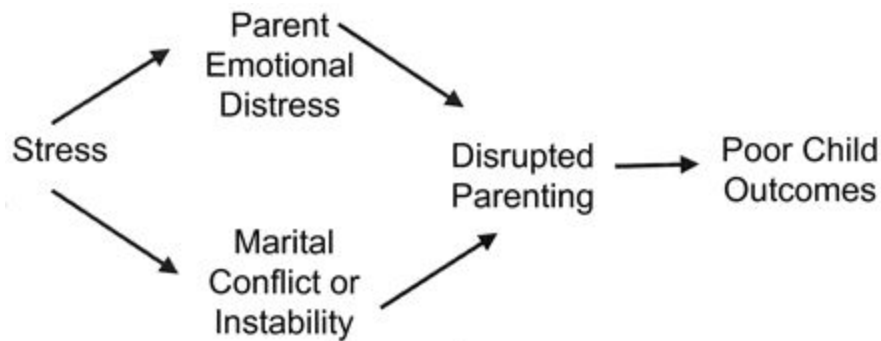 Parent
Emotional
Distress
Stress
Disrupted
Parenting
Poor Child
Outcomes
Marital
Conflict or
Instability